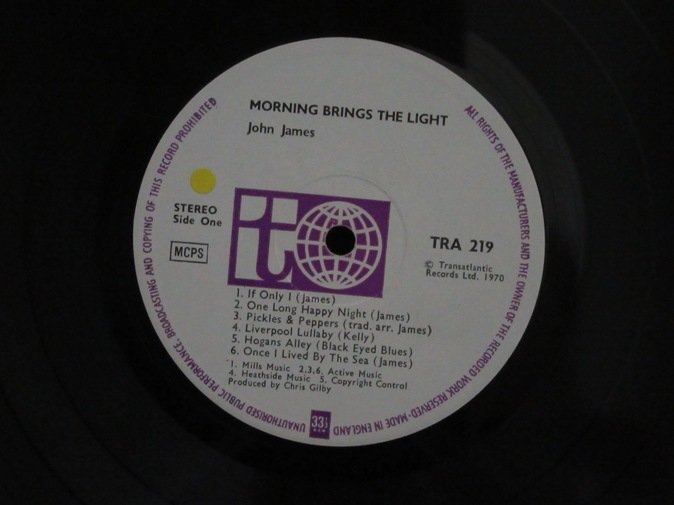 MORNING BRINGS THE LIGHT
John James
STEREO
Side One
MCPS
it
TRA 219
© Transatlantic
Records Ltd. 1970
1. If Only I (James)
2. One Long Happy Night (James)
3. Pickles & Peppers (trad. arr. James)
4. Liverpool Lullaby (Kelly)
5. Hogans Alley (Black Eyed Blues)
6. Once I Lived By The Sea (James)
1. Mills Music 2,3,6, Active Music
4. Heathside Music 5. Copyright Control
Produced by Chris Gilby
33⅓
ALL RIGHTS OF THE MANUFACTURERS AND THE OWNER OF THE RECORDED WORK RESERVED-MADE IN ENGLAND
UNAUTHORISED PUBLIC PERFORMANCE, BROADCASTING AND COPYING OF THIS RECORD PROHIBITED